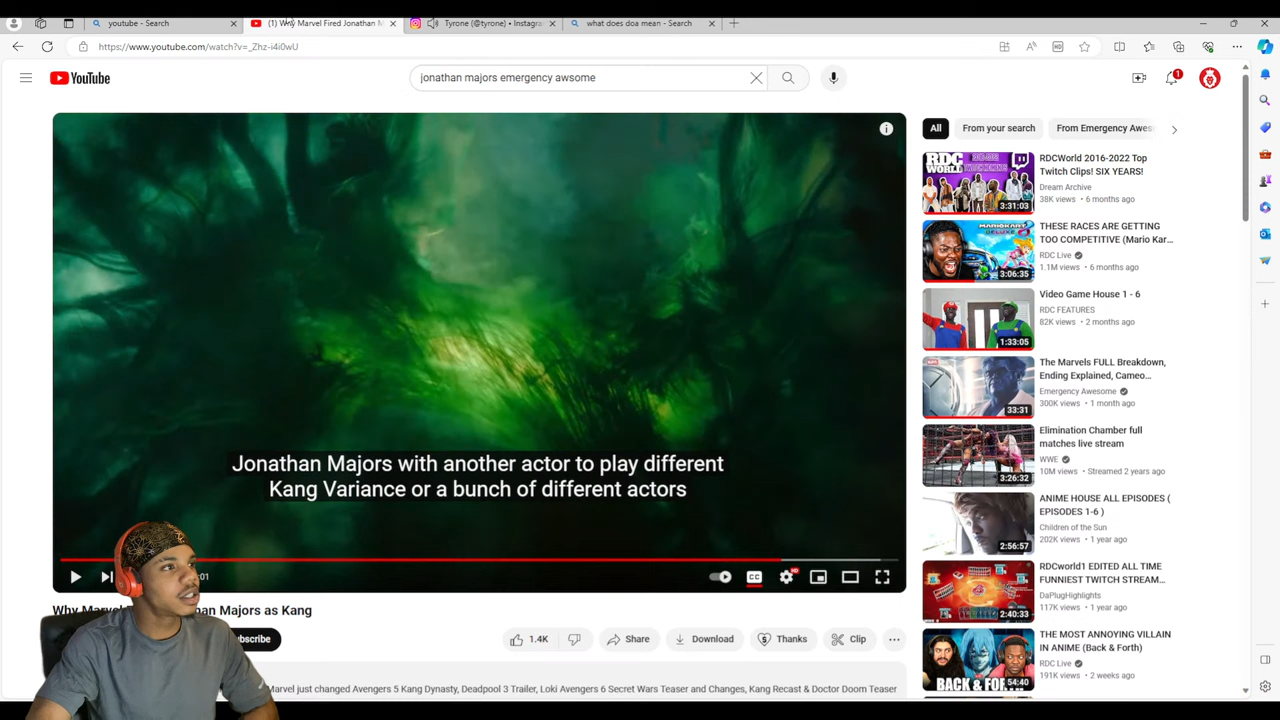 youtube - Search
(1) Why Marvel Fired Jonathan M
Tyrone (@tyrone) • Instagra
what does doa mean - Search
https://www.youtube.com/watch?v=_Zhz-i4i0wU
YouTube
jonathan majors emergency awsome
1
All
From your search
From Emergency Awes
Jonathan Majors with another actor to play different
Kang Variance or a bunch of different actors
:01
CC
HD
Why Marvel
han Majors as Kang
bscribe
1.4K
Share
Download
Thanks
Clip
Marvel just changed Avengers 5 Kang Dynasty, Deadpool 3 Trailer, Loki Avengers 6 Secret Wars Teaser and Changes, Kang Recast & Doctor Doom Teaser
RDC
WORLD
3:31:03
RDCWorld 2016-2022 Top
Twitch Clips! SIX YEARS!
Dream Archive
38K views • 6 months ago
3:06:35
THESE RACES ARE GETTING
TOO COMPETITIVE (Mario Kar...
RDC Live
1.1M views • 6 months ago
1:33:05
Video Game House 1 - 6
RDC FEATURES
82K views • 2 months ago
33:31
The Marvels FULL Breakdown,
Ending Explained, Cameo...
Emergency Awesome
300K views • 1 month ago
3:26:32
Elimination Chamber full
matches live stream
WWE
10M views • Streamed 2 years ago
2:56:57
ANIME HOUSE ALL EPISODES (
EPISODES 1-6 )
Children of the Sun
202K views • 1 year ago
2:40:33
RDCworld1 EDITED ALL TIME
FUNNIEST TWITCH STREAM...
DaPlugHighlights
117K views • 1 year ago
BACK & FORTH
54:40
THE MOST ANNOYING VILLAIN
IN ANIME (Back & Forth)
RDC Live
191K views • 2 weeks ago